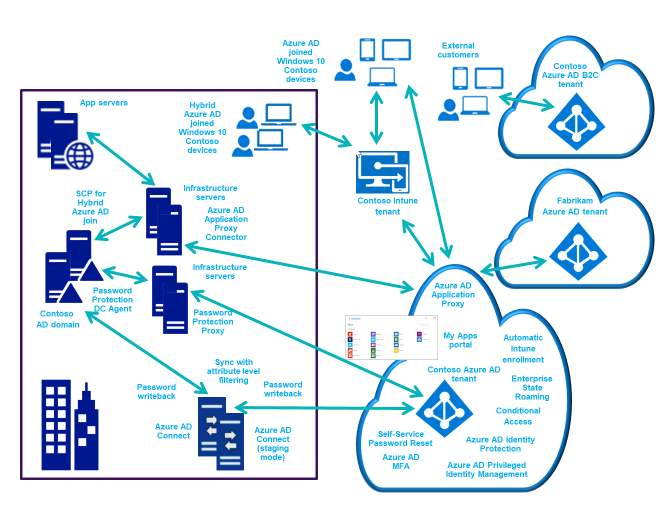 Azure AD
joined
Windows 10
Contoso
devices
External
customers
Contoso
Azure AD B2C
tenant
App servers
Hybrid
Azure AD
joined
Windows 10
Contoso
devices
Contoso Intune
tenant
Fabrikam
Azure AD tenant
SCP for
Hybrid
Azure AD
join
Infrastructure
servers
Azure AD
Application
Proxy
Connector
Infrastructure
servers
Password
Protection
DC Agent
Contoso
AD domain
Password
Protection
Proxy
Azure AD
Application
Proxy
My Apps
portal
Automatic
Intune
enrollment
Sync with
attribute level
filtering
Contoso Azure AD
tenant
Enterprise
State
Roaming
Password
writeback
Password
writeback
Conditional
Access
Azure AD
Connect
Azure AD
Connect
(staging
mode)
Self-Service
Password Reset
Azure AD Identity
Protection
Azure AD
MFA
Azure AD Privileged
Identity Management